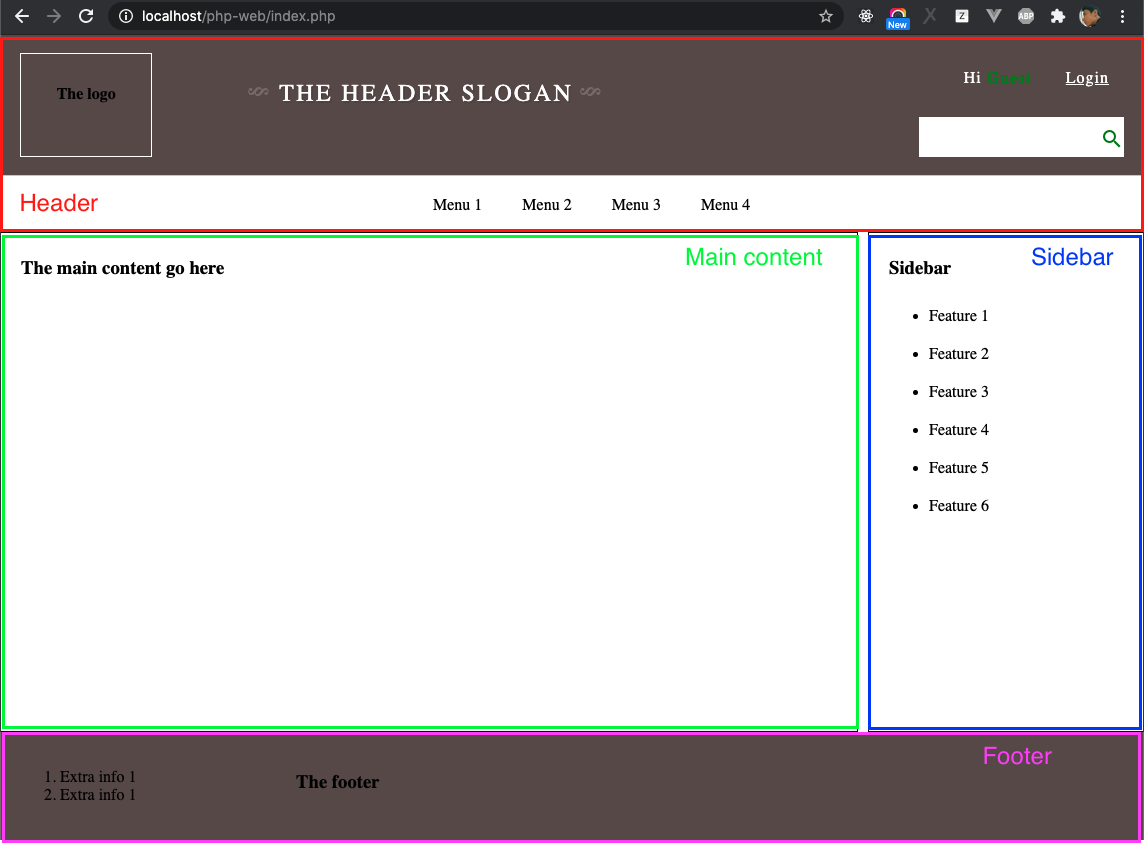 localhost/php-web/index.php
New
X
Z
ABP
The logo
∾ THE HEADER SLOGAN ∾
Hi Guest Login
Header
Menu 1 Menu 2 Menu 3 Menu 4
The main content go here
Main content
Sidebar
Sidebar
Feature 1
Feature 2
Feature 3
Feature 4
Feature 5
Feature 6
Footer
1. Extra info 1
2. Extra info 1
The footer